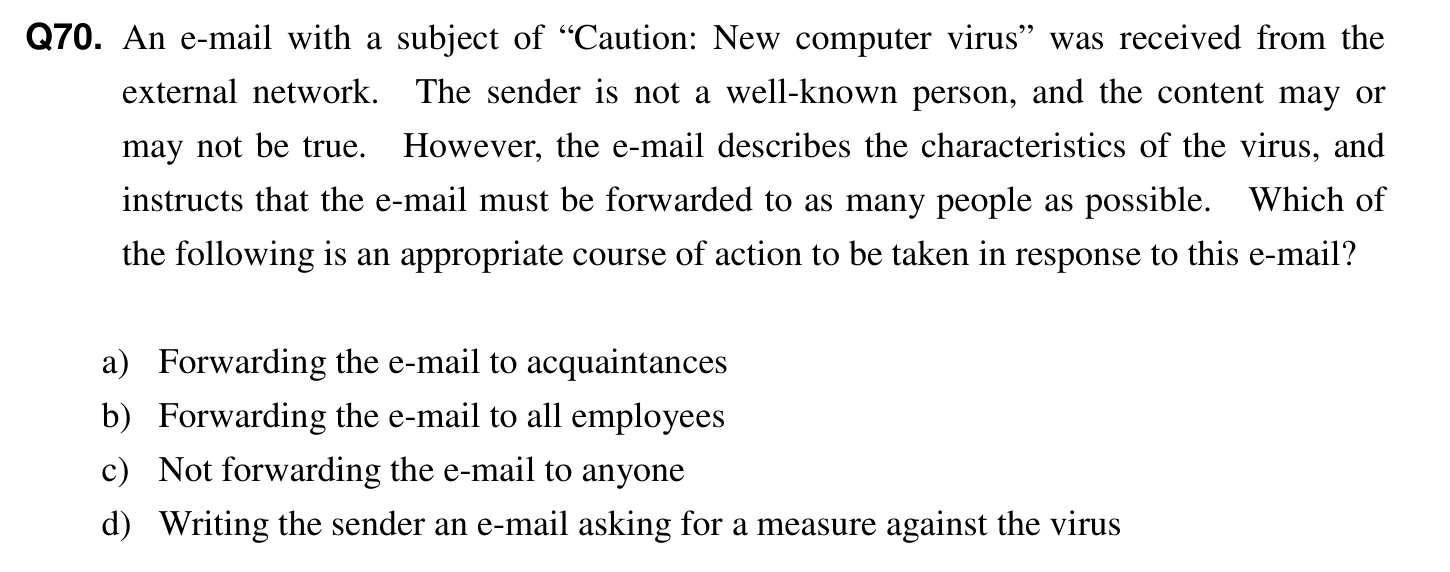 Q70. An e-mail with a subject of “Caution: New computer virus” was received from the
external network. The sender is not a well-known person, and the content may or
may not be true. However, the e-mail describes the characteristics of the virus, and
instructs that the e-mail must be forwarded to as many people as possible. Which of
the following is an appropriate course of action to be taken in response to this e-mail?
a) Forwarding the e-mail to acquaintances
b) Forwarding the e-mail to all employees
c) Not forwarding the e-mail to anyone
d) Writing the sender an e-mail asking for a measure against the virus